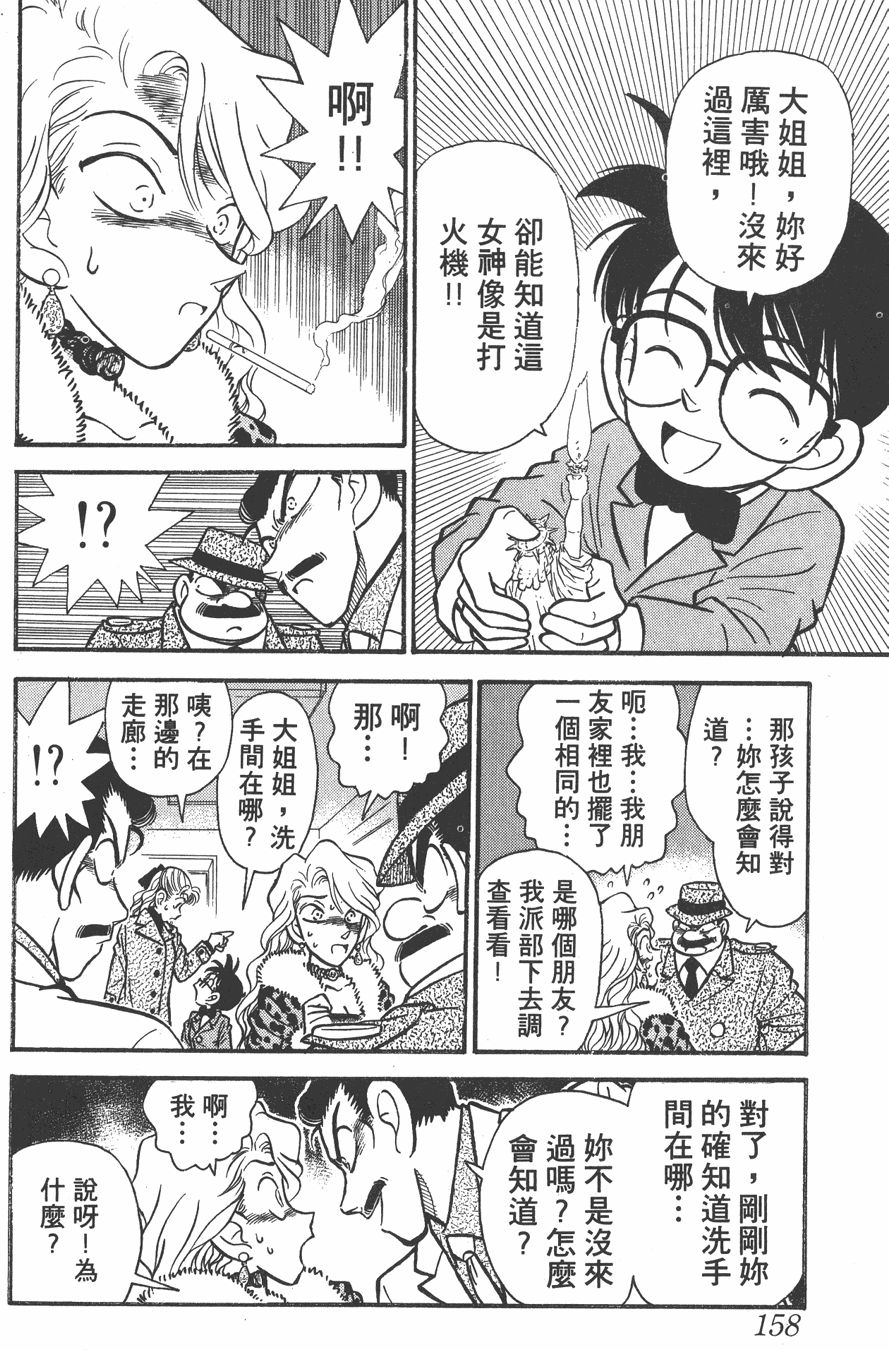 大姐姐，妳好
厲害哦！沒來
過這裡，
卻能知道這
女神像是打
火機!!
啊!!
!?
那孩子說得對
…妳怎麼會知
道？
呃…我…我朋
友家裡也擺了
一個相同的…
是哪個朋友？
我派部下去調
查看看！
啊！
那…
大姐姐，洗
手間在哪？
咦？在
那邊的
走廊…
!?
對了，剛剛妳
的確知道洗手
間在哪…
妳不是沒來
過嗎？怎麼
會知道？
啊…
我…
說呀！為
什麼？
158